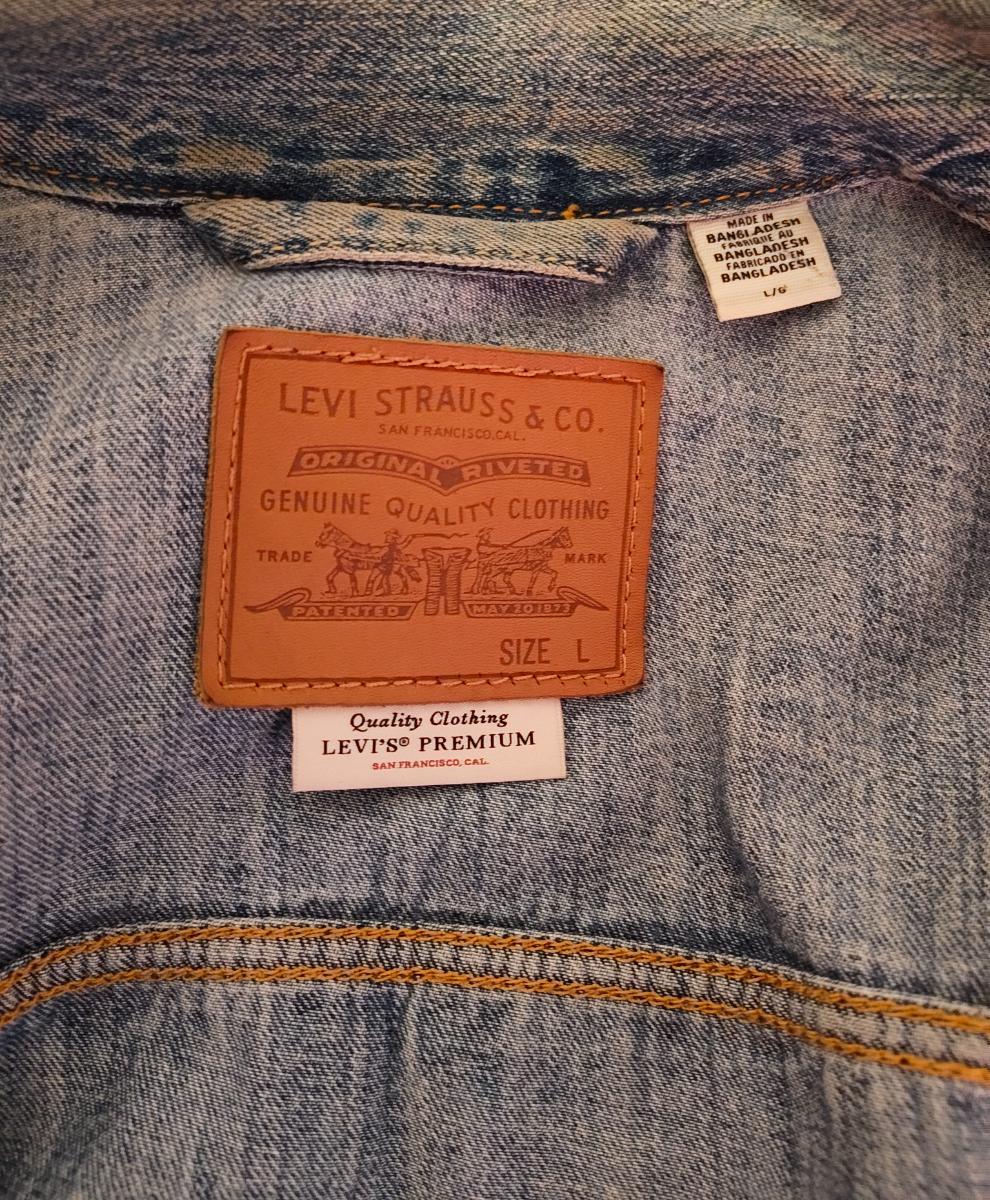 MADE IN
BANGLADESH
FABRIQUÉ AU
BANGLADESH
FABRICADO EN
BANGLADESH
L/G
LEVI STRAUSS & CO.
SAN FRANCISCO, CAL.
ORIGINAL RIVETED
GENUINE QUALITY CLOTHING
TRADE MARK
PATENTED MAY 20 1873
SIZE L
Quality Clothing
LEVI'S® PREMIUM
SAN FRANCISCO, CAL.